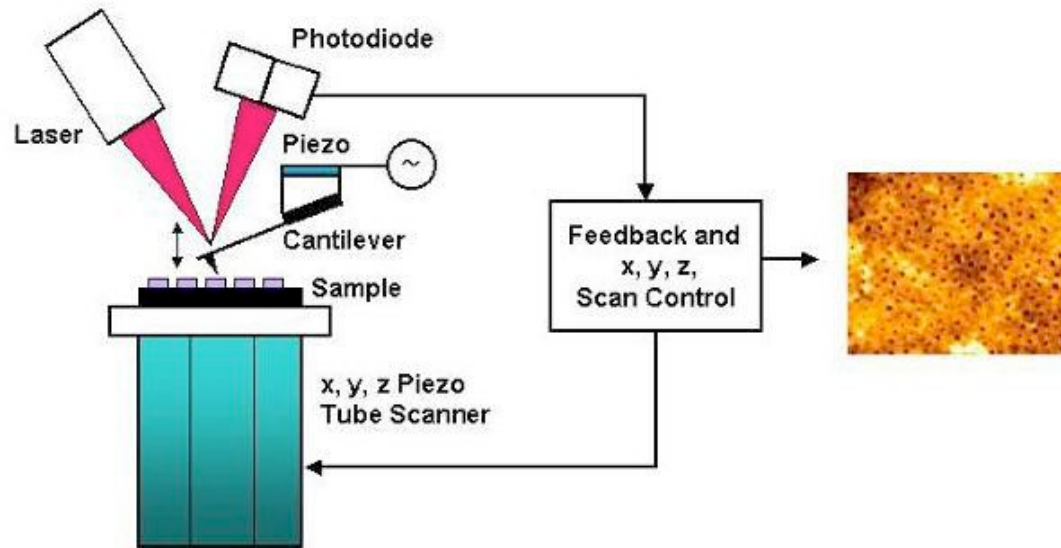 Photodiode
Laser
Piezo
~
Cantilever
Sample
Feedback and
x, y, z,
Scan Control
x, y, z Piezo
Tube Scanner